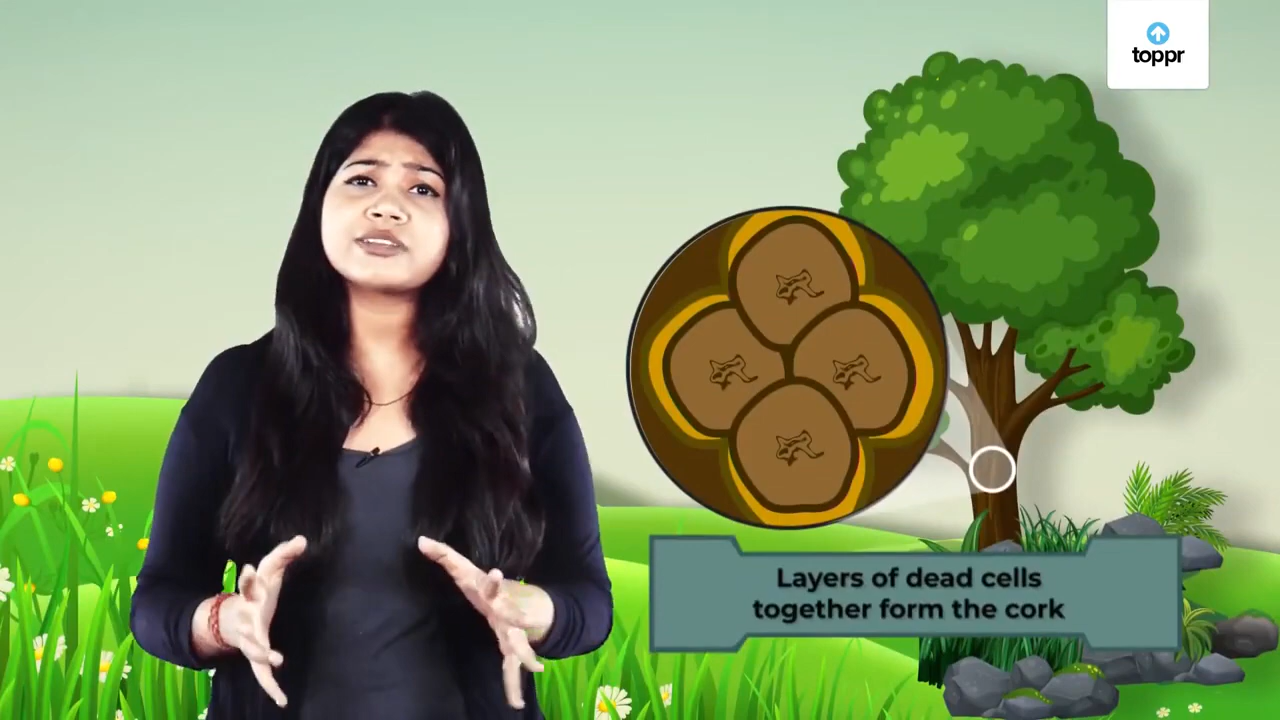 toppr
Layers of dead cells
together form the cork